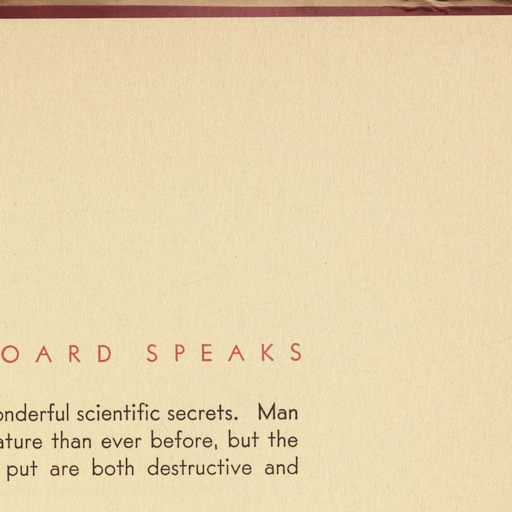 OARD SPEAKS
onderful scientific secrets. Man
ature than ever before, but the
put are both destructive and